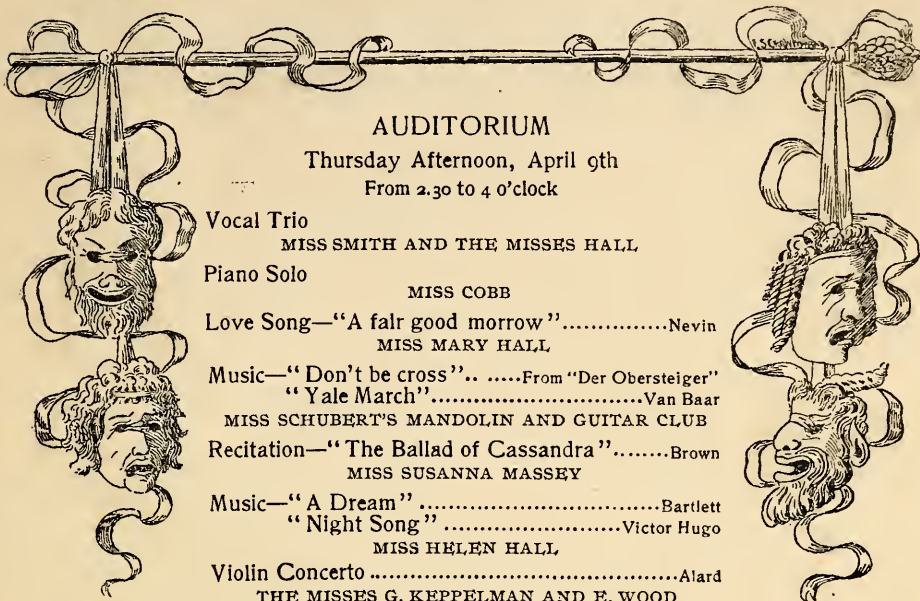 AUDITORIUM
Thursday Afternoon, April 9th
From 2.30 to 4 o'clock
Vocal Trio
MISS SMITH AND THE MISSES HALL
Piano Solo
MISS COBB
Love Song—“A fair good morrow”..............Nevin
MISS MARY HALL
Music—“Don't be cross”.. .....From “Der Obersteiger”
“Yale March”..............................Van Baar
MISS SCHUBERT'S MANDOLIN AND GUITAR CLUB
Recitation—“The Ballad of Cassandra”........Brown
MISS SUSANNA MASSEY
Music—“A Dream” ..............................Bartlett
“Night Song” ......................Victor Hugo
MISS HELEN HALL
Violin Concerto .......................................Alard
THE MISSES G. KEPPELMAN AND E. WOOD